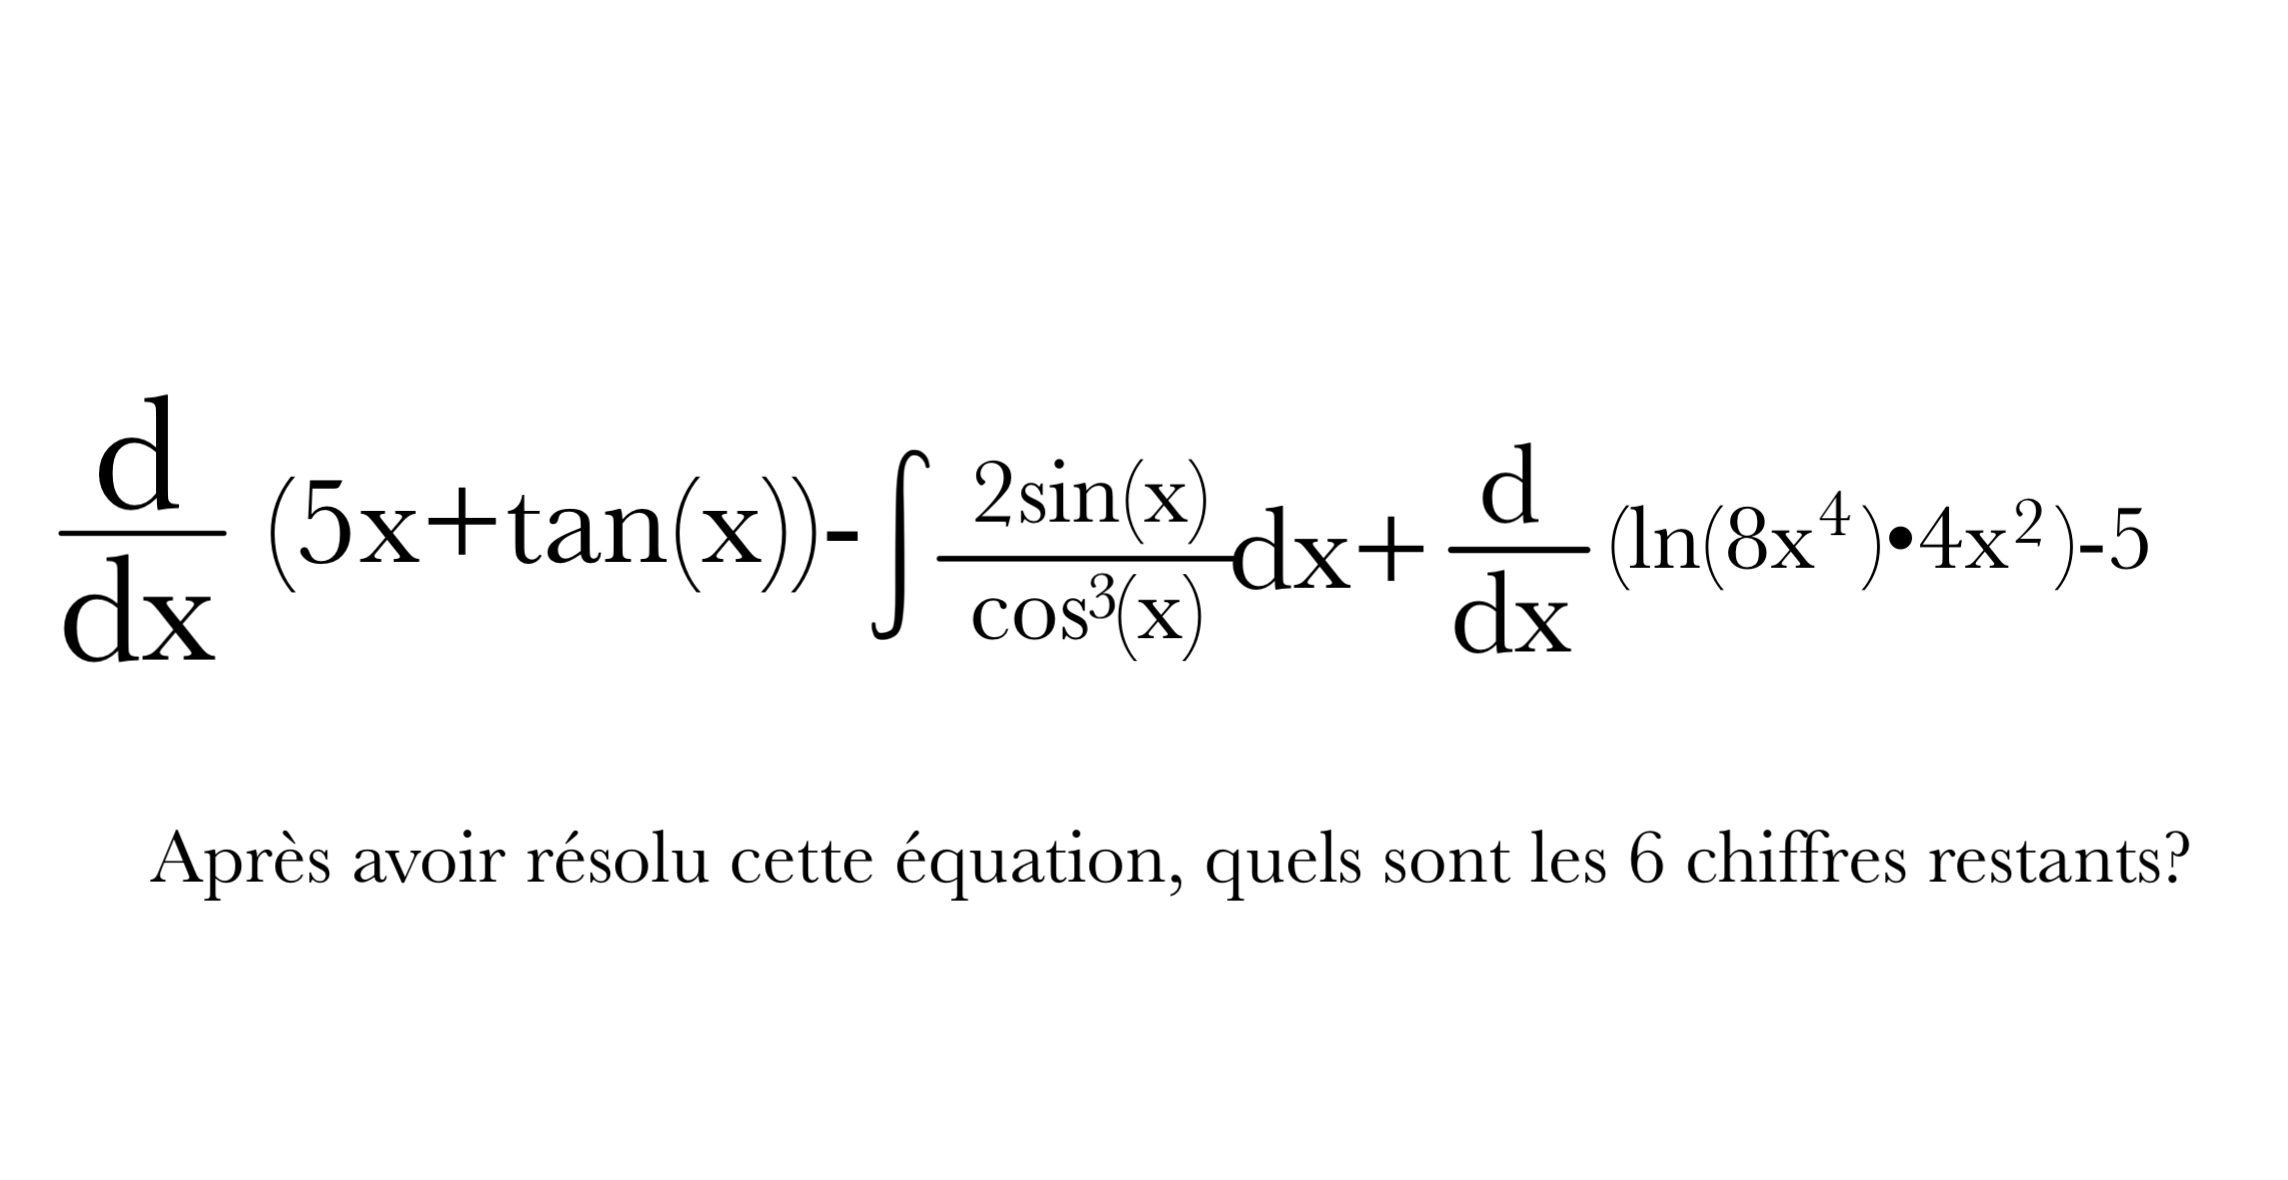 d/dx (5x+tan(x))-∫ 2sin(x)/cos³(x) dx+ d/dx (ln(8x⁴)•4x²)-5
Après avoir résolu cette équation, quels sont les 6 chiffres restants?